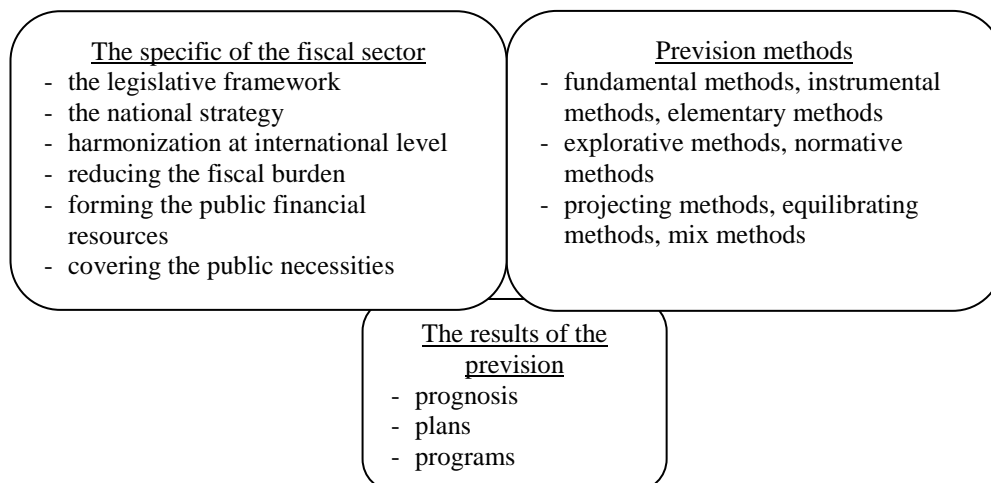 The specific of the fiscal sector
- the legislative framework
- the national strategy
- harmonization at international level
- reducing the fiscal burden
- forming the public financial
resources
- covering the public necessities
Prevision methods
- fundamental methods, instrumental
methods, elementary methods
- explorative methods, normative
methods
- projecting methods, equilibrating
methods, mix methods
The results of the
prevision
- prognosis
- plans
- programs